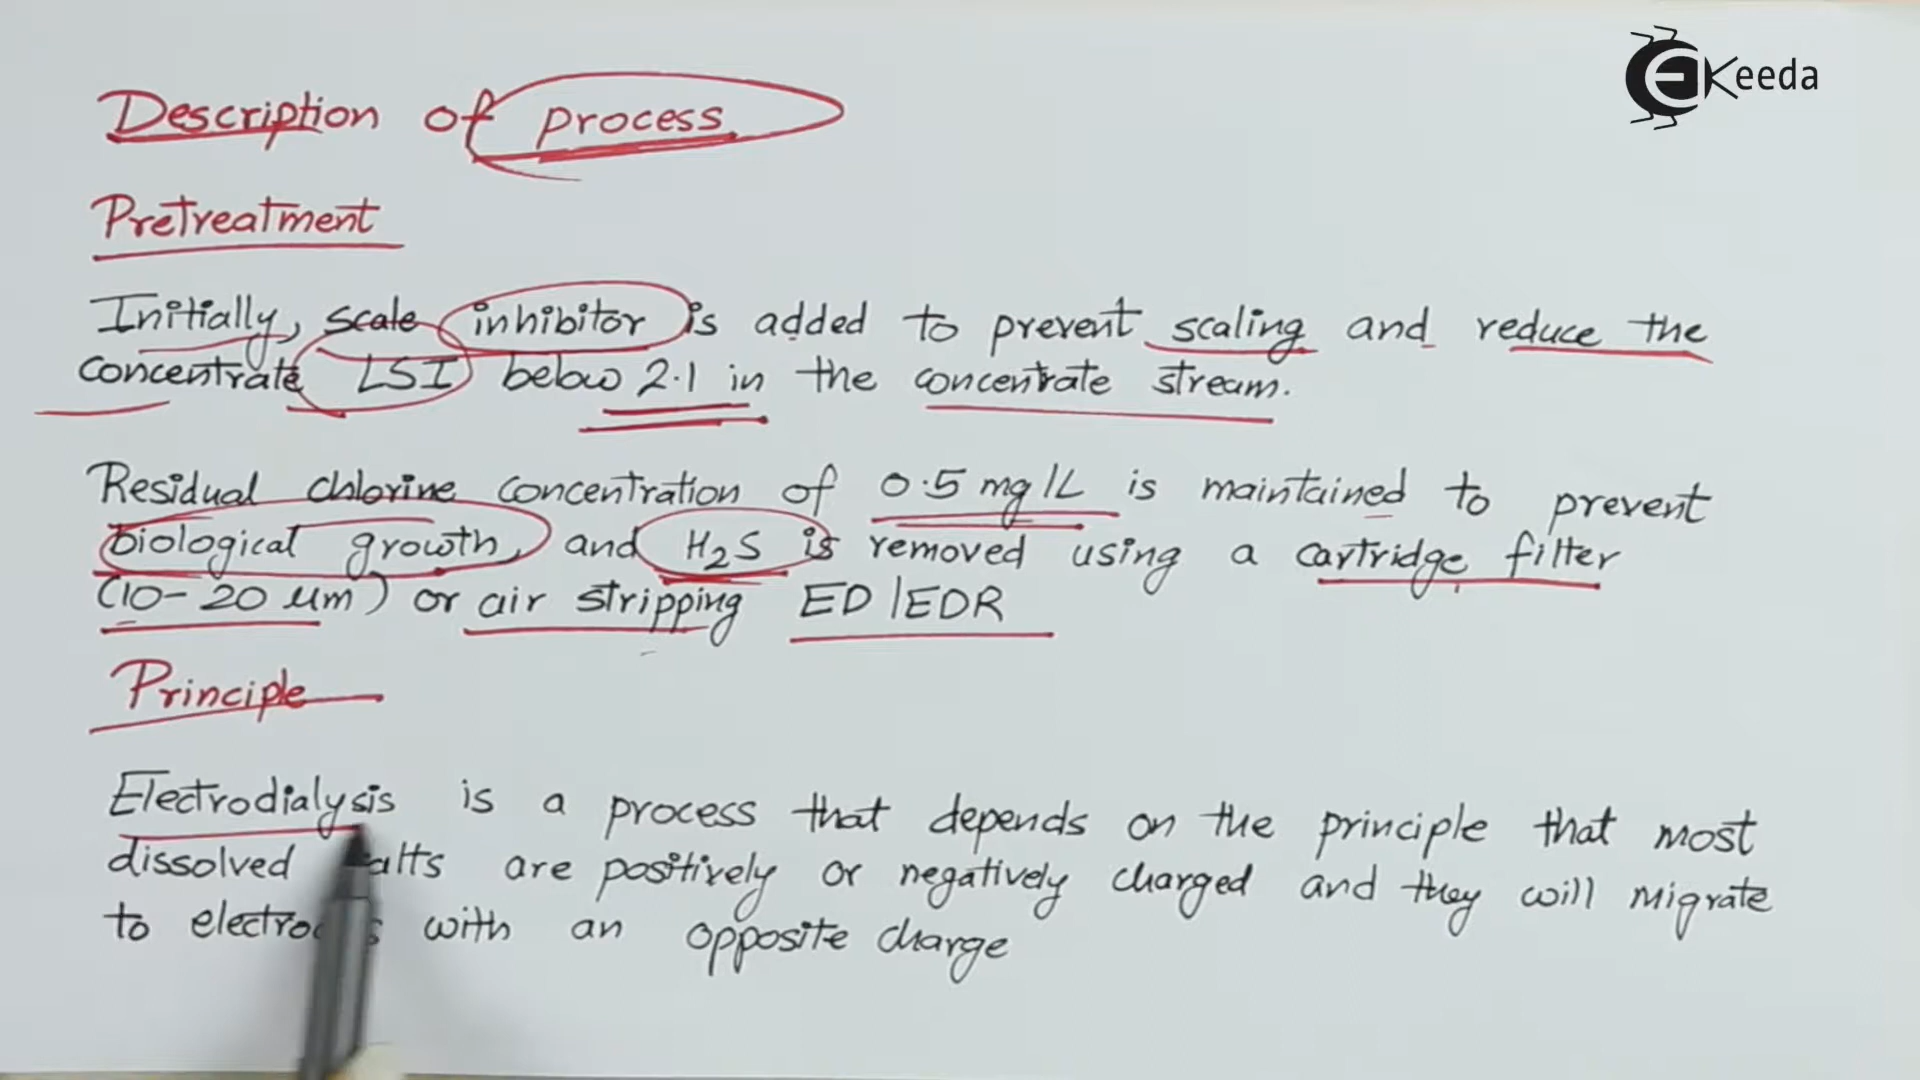 EKeeda
Description of process
Pretreatment
Initially, scale inhibitor is added to prevent scaling and reduce the
concentrate LSI below 2.1 in the concentrate stream.
Residual chlorine concentration of 0.5 mg/L is maintained to prevent
biological growth, and H₂S is removed using a cartridge filter
(10-20 µm) or air stripping ED/EDR
Principle
Electrodialysis is a process that depends on the principle that most
dissolved are positively or negatively charged and they will migrate
to with an opposite charge